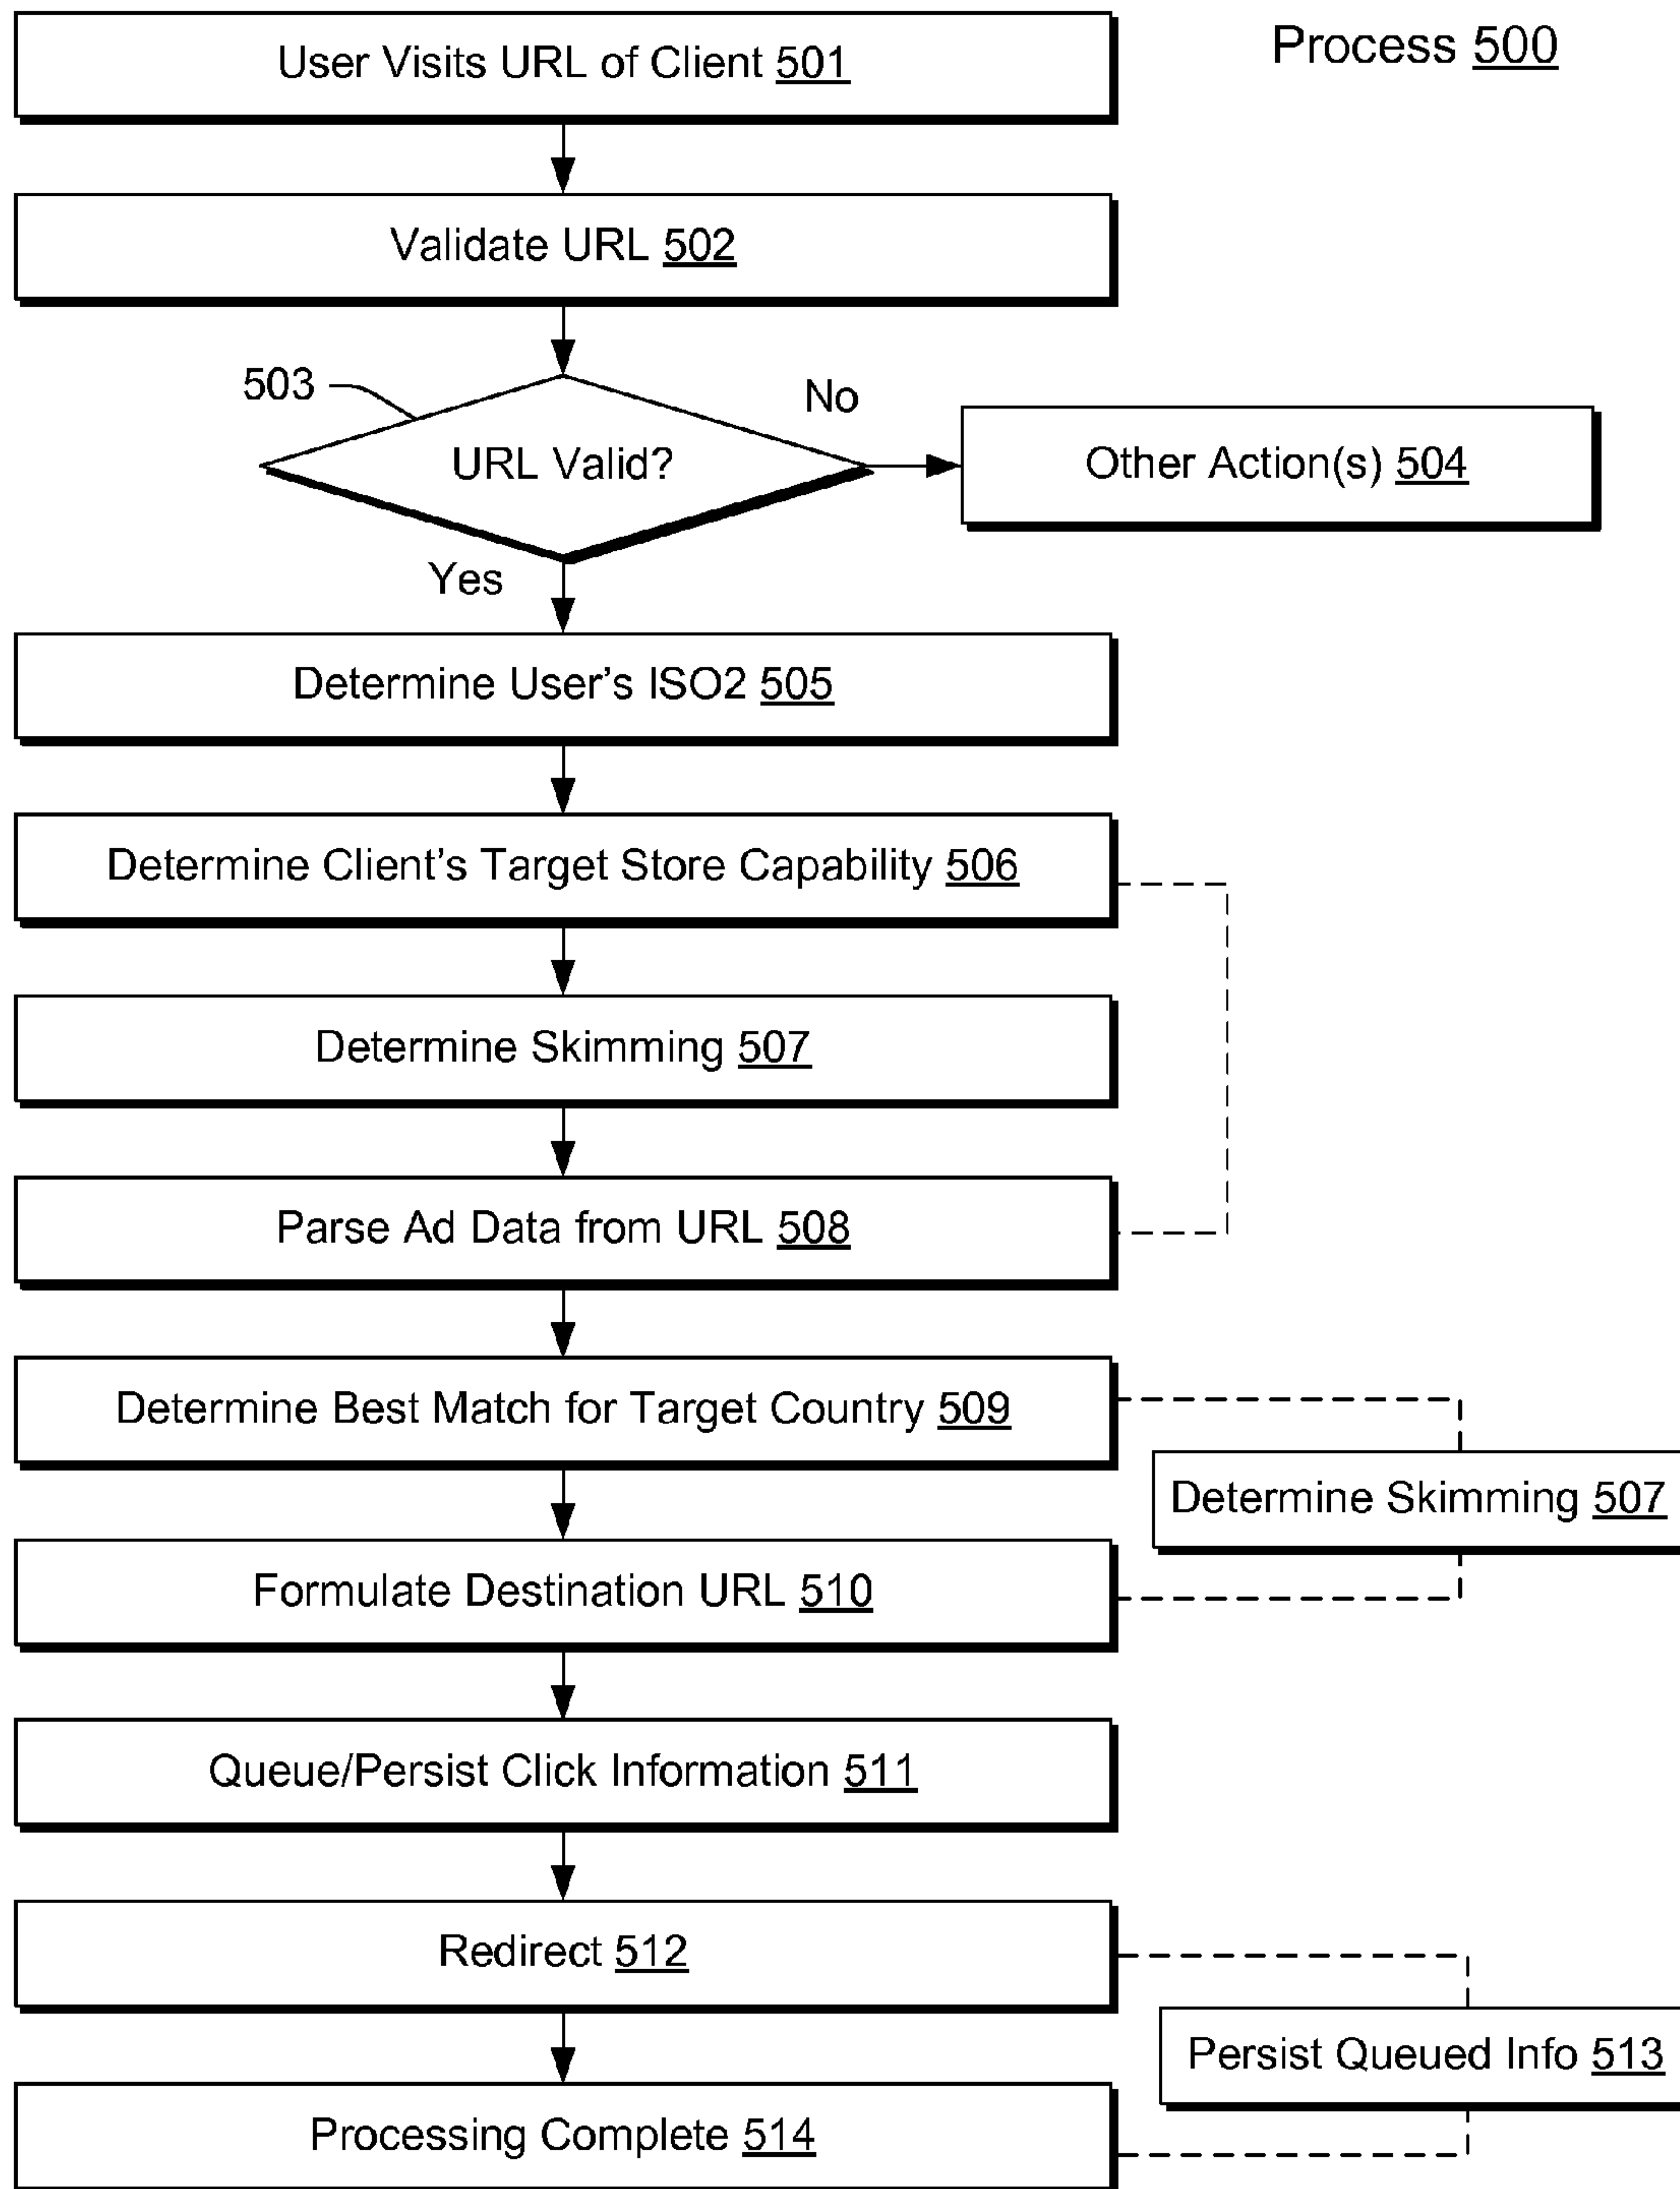 Process 500
User Visits URL of Client 501
Validate URL 502
503
URL Valid?
No
Other Action(s) 504
Yes
Determine User's ISO2 505
Determine Client's Target Store Capability 506
Determine Skimming 507
Parse Ad Data from URL 508
Determine Best Match for Target Country 509
Determine Skimming 507
Formulate Destination URL 510
Queue/Persist Click Information 511
Redirect 512
Persist Queued Info 513
Processing Complete 514